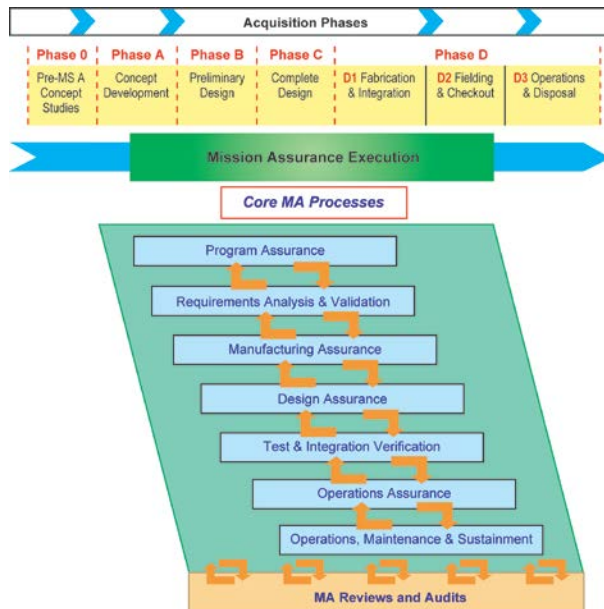 Acquisition Phases
Phase 0 Phase A Phase B Phase C Phase D
Pre-MS A
Concept
Studies
Concept
Development
Preliminary
Design
Complete
Design
D1 Fabrication
& Integration
D2 Fielding
& Checkout
D3 Operations
& Disposal
Mission Assurance Execution
Core MA Processes
Program Assurance
Requirements Analysis & Validation
Manufacturing Assurance
Design Assurance
Test & Integration Verification
Operations Assurance
Operations, Maintenance & Sustainment
MA Reviews and Audits